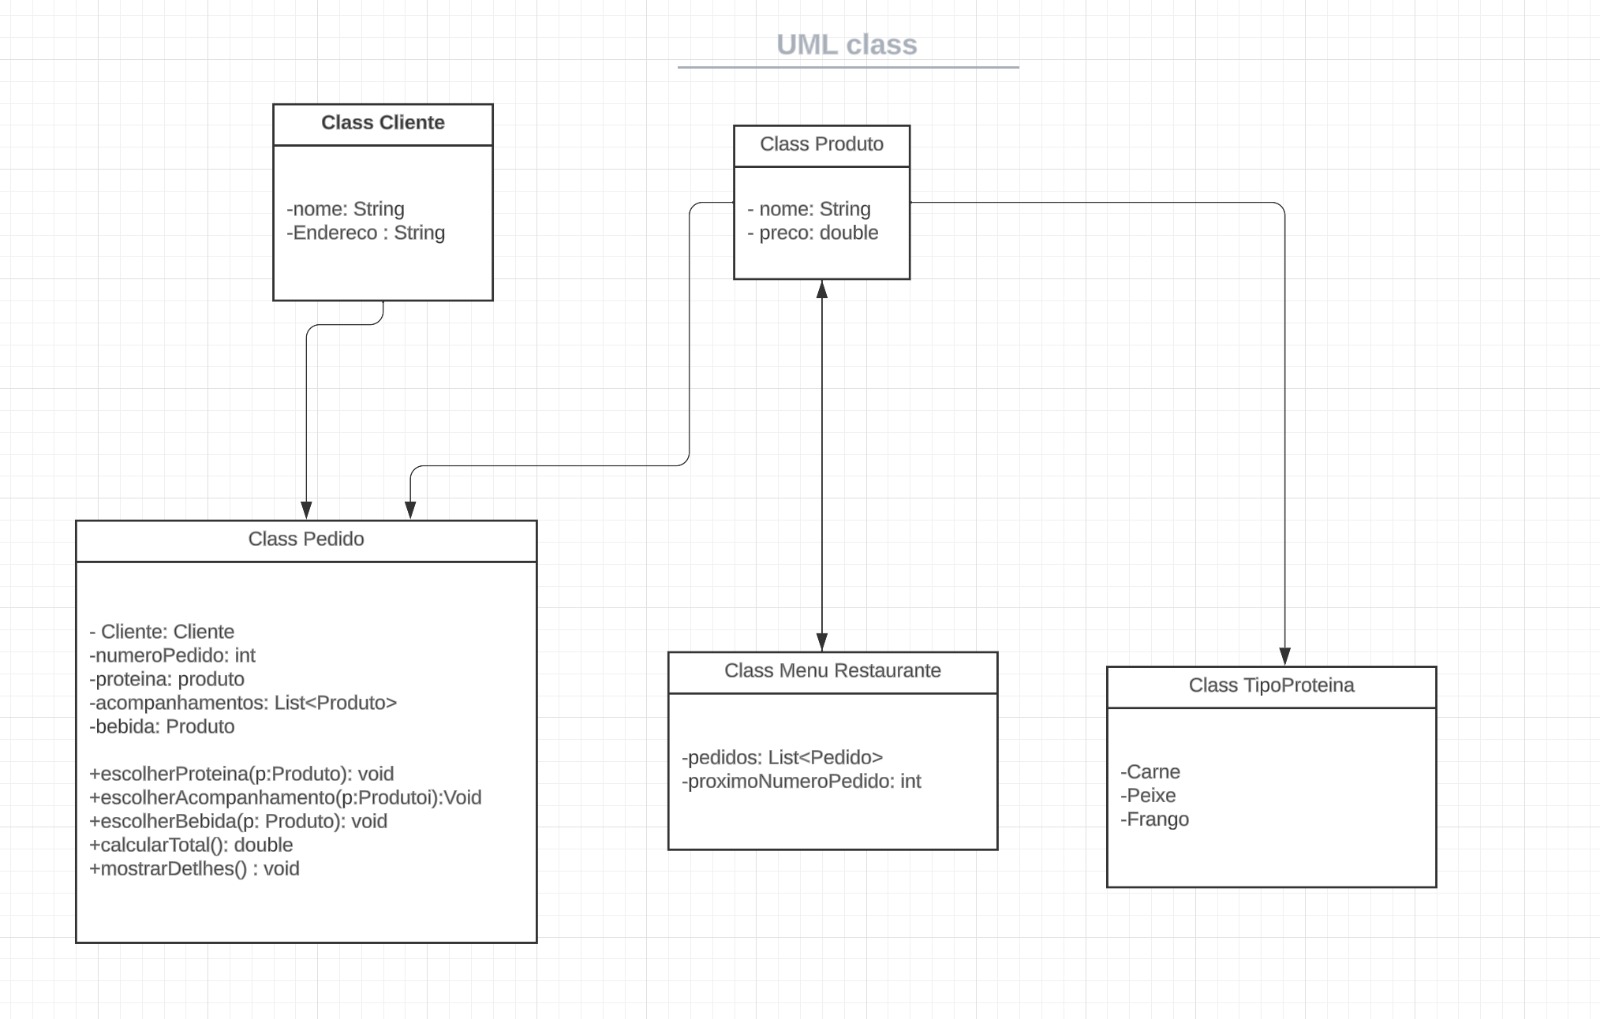 UML class
Class Cliente
-nome: String
-Endereco : String
Class Produto
- nome: String
- preco: double
Class Pedido
- Cliente: Cliente
-numeroPedido: int
-proteina: produto
-acompanhamentos: List<Produto>
-bebida: Produto
+escolherProteina(p:Produto): void
+escolherAcompanhamento(p:Produtoi):Void
+escolherBebida(p: Produto): void
+calcularTotal(): double
+mostrarDetlhes() : void
Class Menu Restaurante
-pedidos: List<Pedido>
-proximoNumeroPedido: int
Class TipoProteina
-Carne
-Peixe
-Frango